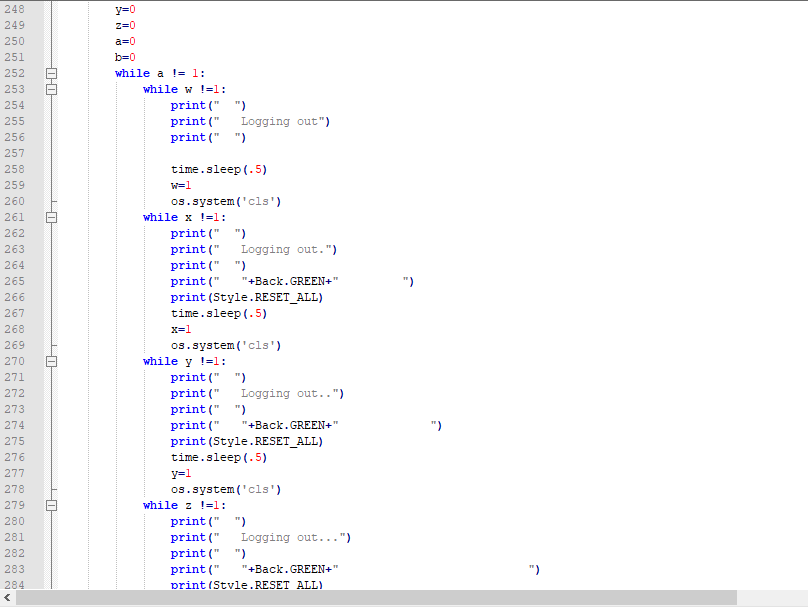 248 y=0
249 z=0
250 a=0
251 b=0
252 while a != 1:
253 while w !=1:
254 print("  ")
255 print("   Logging out")
256 print("  ")
257
258 time.sleep(.5)
259 w=1
260 os.system('cls')
261 while x !=1:
262 print("  ")
263 print("   Logging out.")
264 print("  ")
265 print("   "+Back.GREEN+"         ")
266 print(Style.RESET_ALL)
267 time.sleep(.5)
268 x=1
269 os.system('cls')
270 while y !=1:
271 print("  ")
272 print("   Logging out..")
273 print("  ")
274 print("   "+Back.GREEN+"             ")
275 print(Style.RESET_ALL)
276 time.sleep(.5)
277 y=1
278 os.system('cls')
279 while z !=1:
280 print("  ")
281 print("   Logging out...")
282 print("  ")
283 print("   "+Back.GREEN+"                           ")
284 print(Style.RESET_ALL)